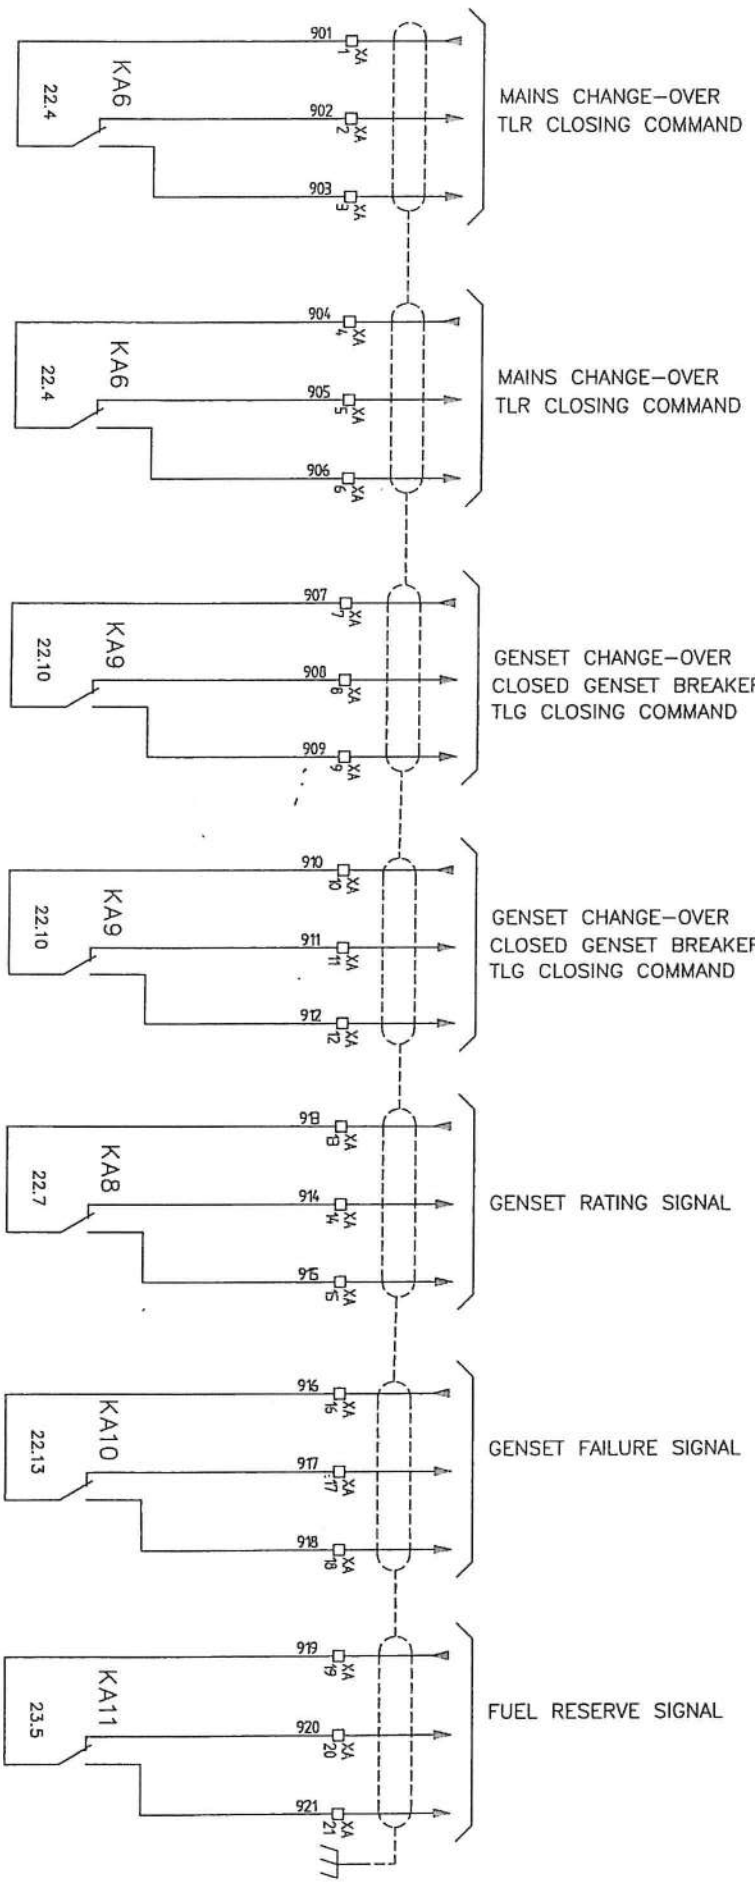 901
1
XA
KA6
22.4
902
2
XA
903
3
XA
MAINS CHANGE-OVER
TLR CLOSING COMMAND
904
4
XA
KA6
22.4
905
5
XA
906
6
XA
MAINS CHANGE-OVER
TLR CLOSING COMMAND
907
7
XA
KA9
22.10
908
8
XA
909
9
XA
GENSET CHANGE-OVER
CLOSED GENSET BREAKER
TLG CLOSING COMMAND
910
10
XA
KA9
22.10
911
11
XA
912
12
XA
GENSET CHANGE-OVER
CLOSED GENSET BREAKER
TLG CLOSING COMMAND
913
13
XA
KA8
22.7
914
14
XA
915
15
XA
GENSET RATING SIGNAL
916
16
XA
KA10
22.13
917
17
XA
918
18
XA
GENSET FAILURE SIGNAL
919
19
XA
KA11
23.5
920
20
XA
921
21
XA
FUEL RESERVE SIGNAL